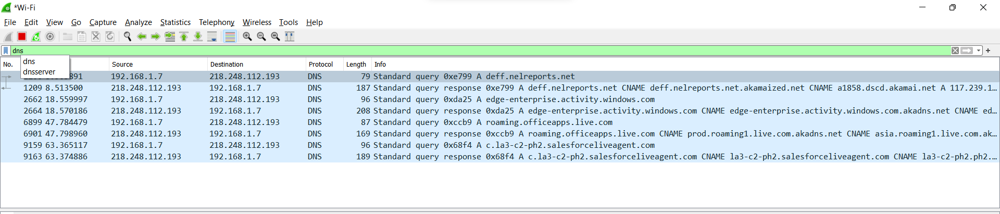 *Wi-Fi
File Edit View Go Capture Analyze Statistics Telephony Wireless Tools Help
dns
dns
dnsserver
No. Source Destination Protocol Length Info
891 192.168.1.7 218.248.112.193 DNS 79 Standard query 0xe799 A deff.nelreports.net
1209 8.513500 218.248.112.193 192.168.1.7 DNS 187 Standard query response 0xe799 A deff.nelreports.net CNAME deff.nelreports.net.akamaized.net CNAME a1858.dscd.akamai.net A 117.239.1…
2662 18.559997 192.168.1.7 218.248.112.193 DNS 96 Standard query 0xda25 A edge-enterprise.activity.windows.com
2664 18.570186 218.248.112.193 192.168.1.7 DNS 208 Standard query response 0xda25 A edge-enterprise.activity.windows.com CNAME edge-enterprise.activity.windows.com.akadns.net CNAME ed…
6899 47.784479 192.168.1.7 218.248.112.193 DNS 87 Standard query 0xccb9 A roaming.officeapps.live.com
6901 47.798960 218.248.112.193 192.168.1.7 DNS 169 Standard query response 0xccb9 A roaming.officeapps.live.com CNAME prod.roaming1.live.com.akadns.net CNAME asia.roaming1.live.com.ak…
9159 63.365117 192.168.1.7 218.248.112.193 DNS 96 Standard query 0x68f4 A c.la3-c2-ph2.salesforceliveagent.com
9163 63.374886 218.248.112.193 192.168.1.7 DNS 189 Standard query response 0x68f4 A c.la3-c2-ph2.salesforceliveagent.com CNAME la3-c2-ph2.salesforceliveagent.com CNAME la3-c2-ph2.ph2.…